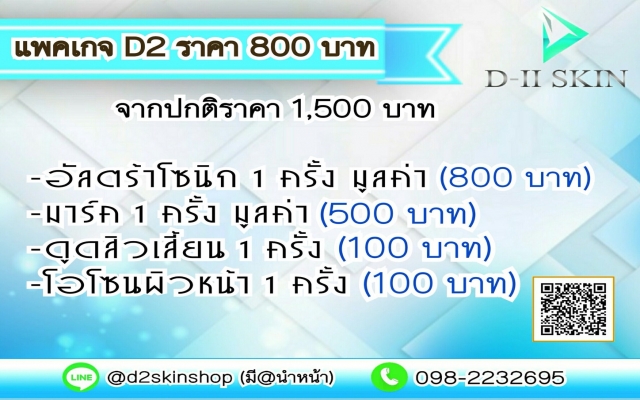 แพคเกจ D2 ราคา 800 บาท
D-II SKIN
จากปกติราคา 1,500 บาท
-อัลตร้าโซนิก 1 ครั้ง มูลค่า (800 บาท)
-มาร์ค 1 ครั้ง มูลค่า (500 บาท)
-ดูดสิวเสี้ยน 1 ครั้ง (100 บาท)
-โอโซนผิวหน้า 1 ครั้ง (100 บาท)
LINE @d2skinshop (มี@นำหน้า) 098-2232695